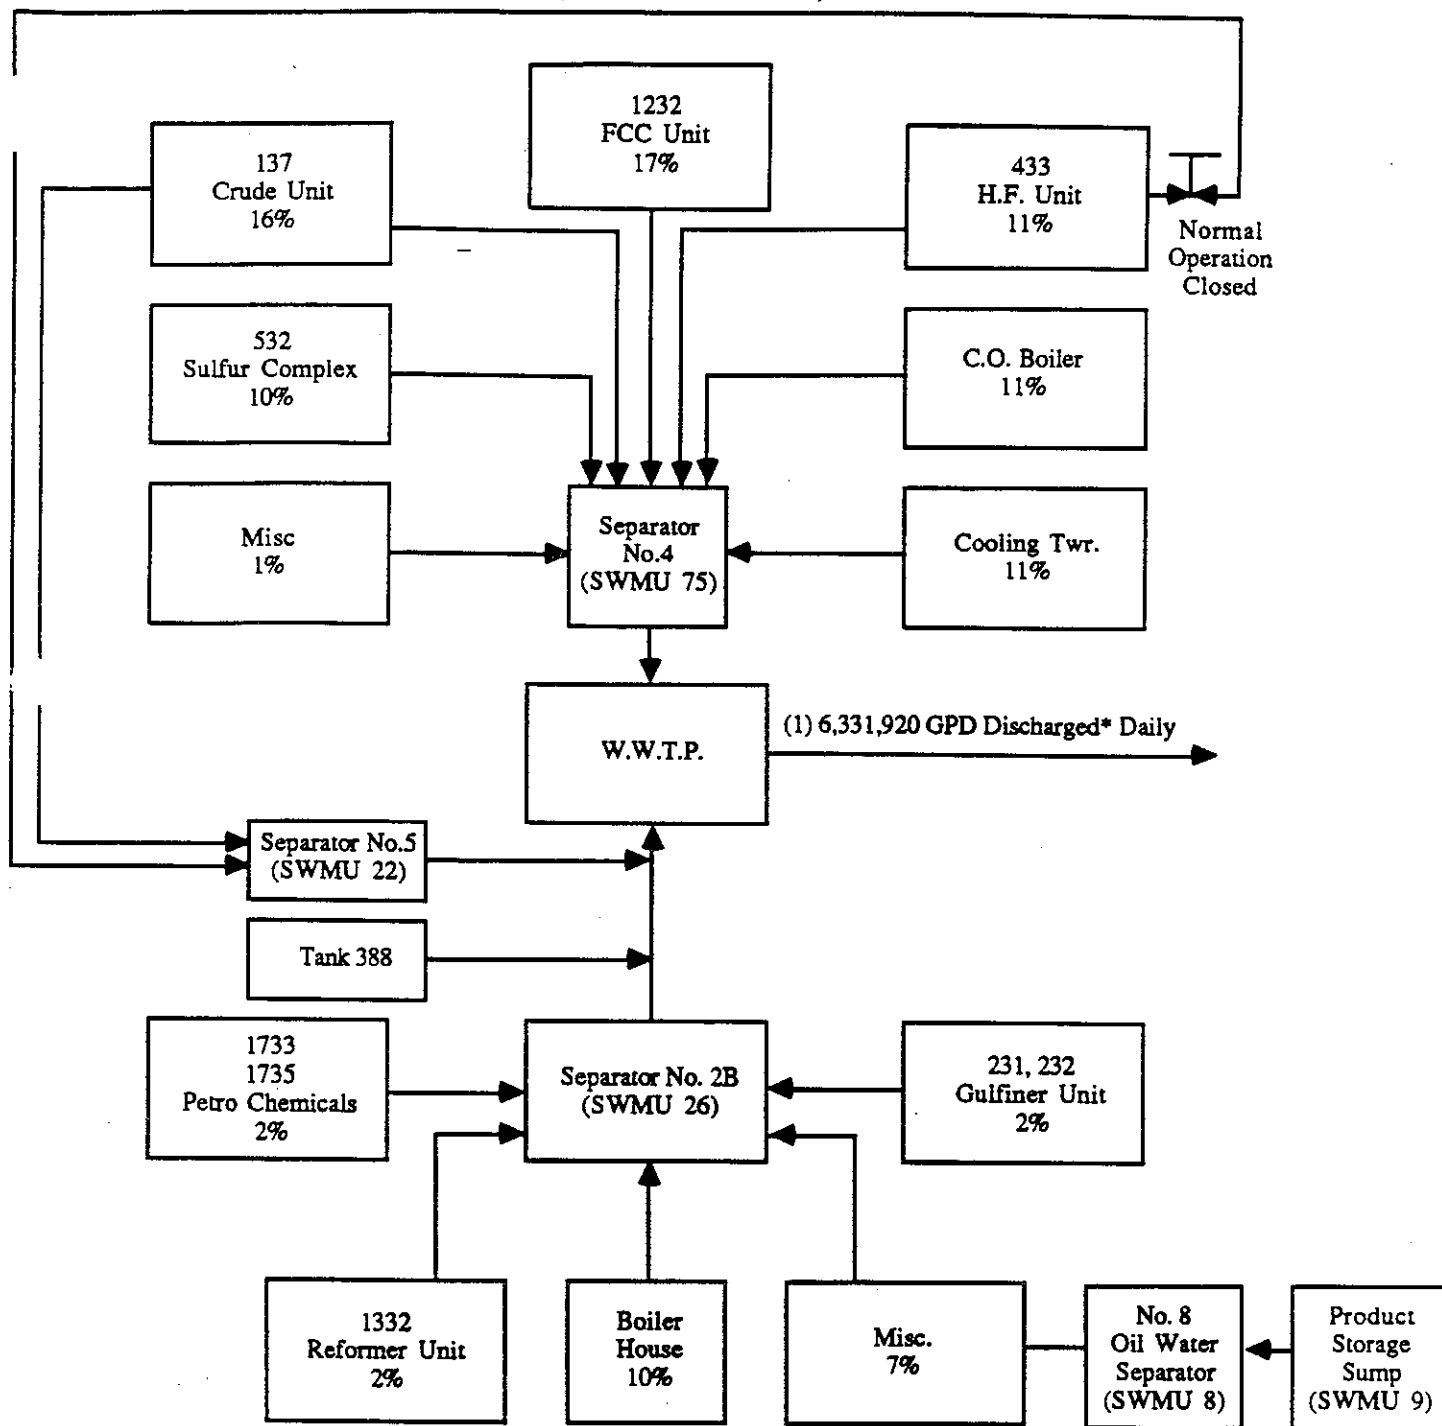 1232
FCC Unit
17%
137
Crude Unit
16%
433
H.F. Unit
11%
Normal
Operation
Closed
532
Sulfur Complex
10%
C.O. Boiler
11%
Misc
1%
Separator
No.4
(SWMU 75)
Cooling Twr.
11%
W.W.T.P.
(1) 6,331,920 GPD Discharged* Daily
Separator No.5
(SWMU 22)
Tank 388
1733
1735
Petro Chemicals
2%
Separator No. 2B
(SWMU 26)
231, 232
Gulfiner Unit
2%
1332
Reformer Unit
2%
Boiler
House
10%
Misc.
7%
No. 8
Oil Water
Separator
(SWMU 8)
Product
Storage
Sump
(SWMU 9)